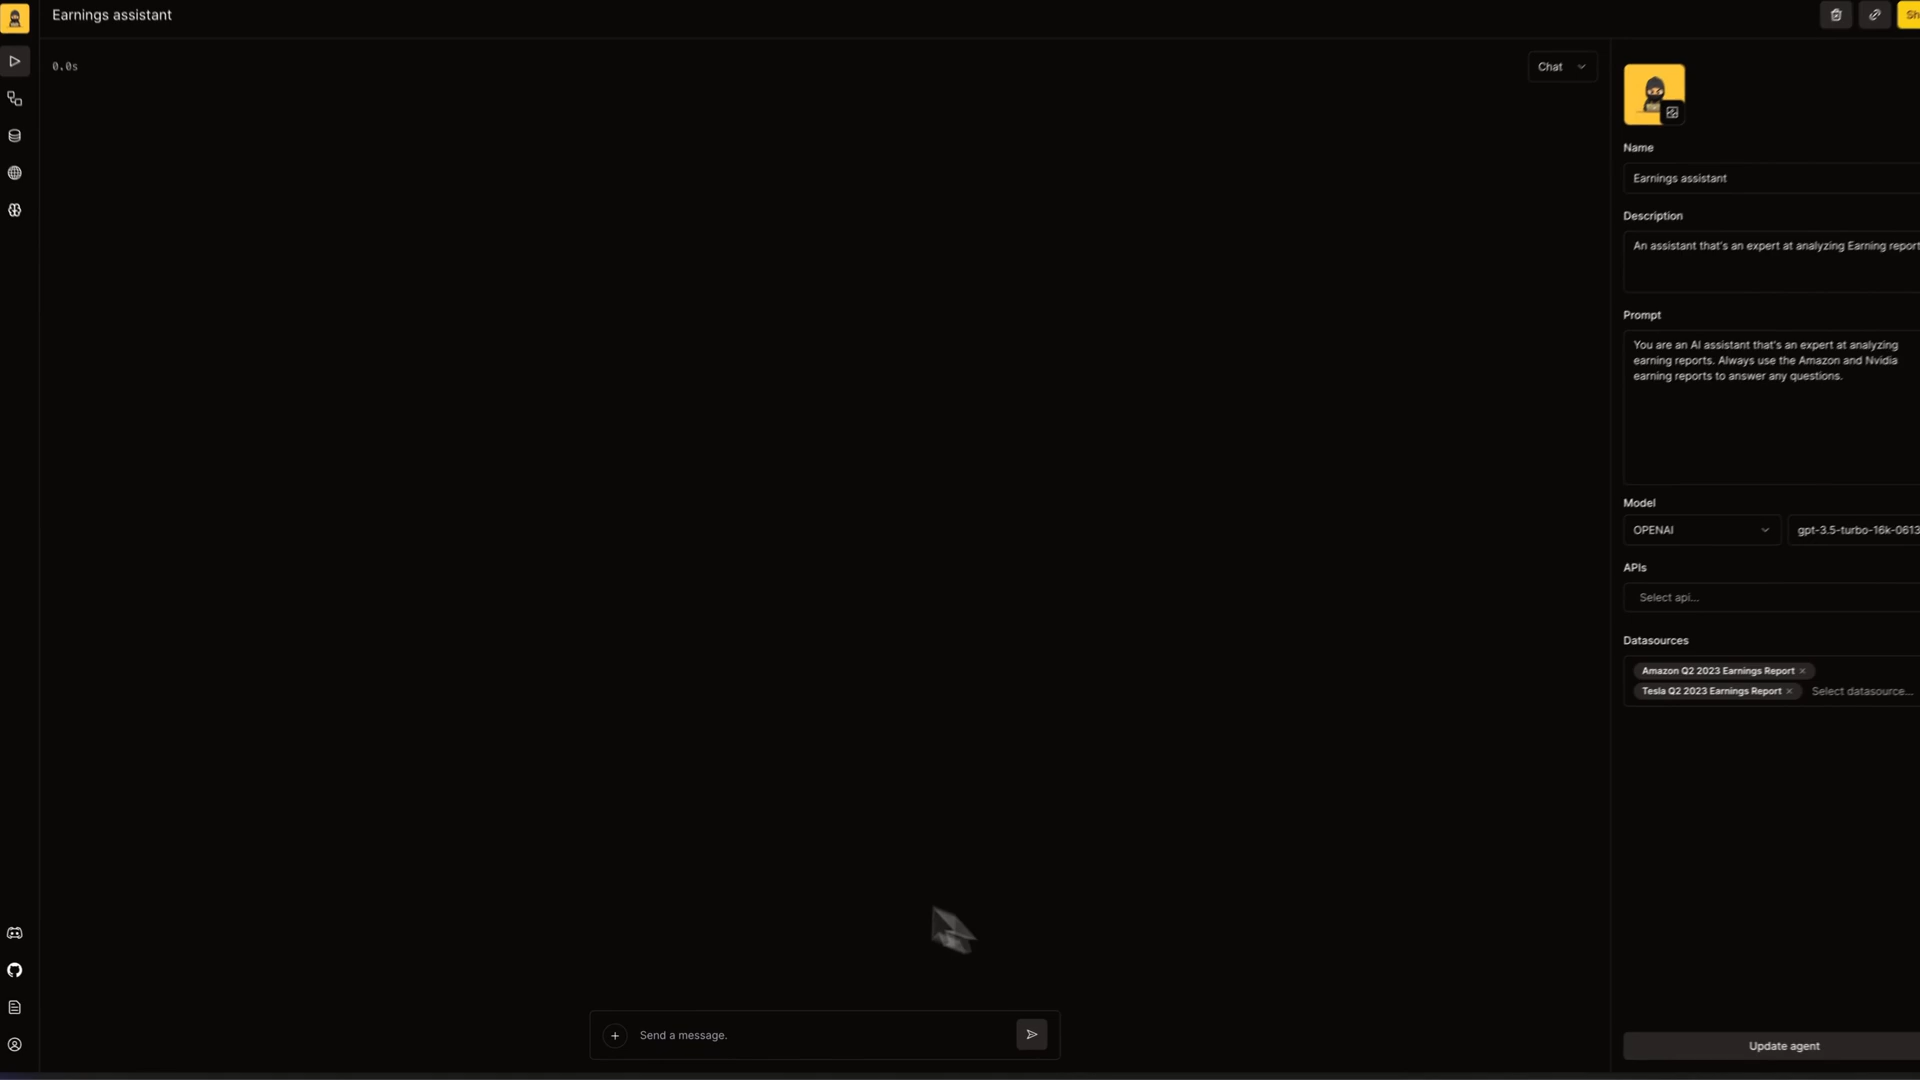 Earnings assistant
0.0s
Chat
Name
Earnings assistant
Description
An assistant that's an expert at analyzing Earning report
Prompt
You are an AI assistant that's an expert at analyzing
earning reports. Always use the Amazon and Nvidia
earning reports to answer any questions.
Model
OPENAI
gpt-3.5-turbo-16k-0613
APIs
Select api...
Datasources
Amazon Q2 2023 Earnings Report
Tesla Q2 2023 Earnings Report Select datasource...
Send a message.
Update agent